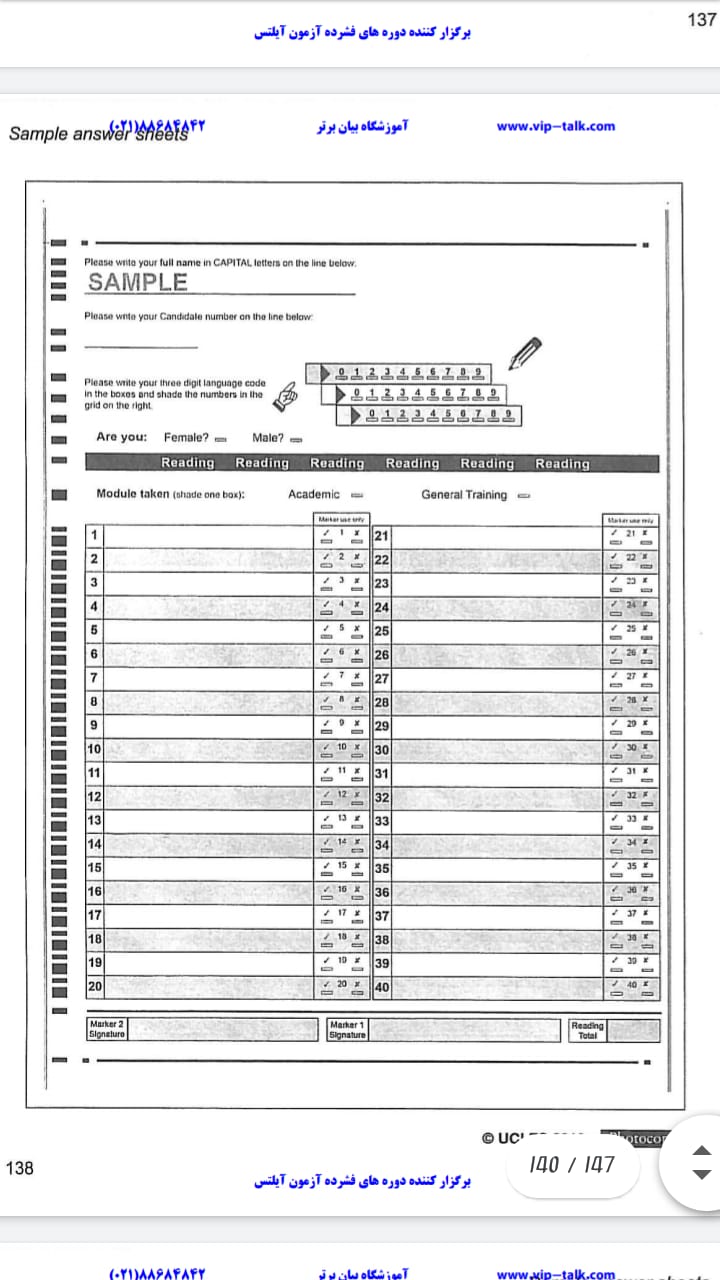 137
برگزار کننده دوره های فشرده آزمون آیلتس
Sample answer sheets
(۰۲۱)۸۸۶۸۴۸۴۲ آموزشگاه بیان برتر www.vip-talk.com
Please write your full name in CAPITAL letters on the line below:
SAMPLE
Please write your Candidate number on the line below:
Please write your three digit language code
in the boxes and shade the numbers in the
grid on the right.
0 1 2 3 4 5 6 7 8 9
0 1 2 3 4 5 6 7 8 9
0 1 2 3 4 5 6 7 8 9
Are you: Female? Male?
Reading Reading Reading Reading Reading Reading
Module taken (shade one box): Academic General Training
Marker use only Marker use only
1 ✓ 1 x 21 ✓ 21 x
2 ✓ 2 x 22 ✓ 22 x
3 ✓ 3 x 23 ✓ 23 x
4 ✓ 4 x 24 ✓ 24 x
5 ✓ 5 x 25 ✓ 25 x
6 ✓ 6 x 26 ✓ 26 x
7 ✓ 7 x 27 ✓ 27 x
8 ✓ 8 x 28 ✓ 28 x
9 ✓ 9 x 29 ✓ 29 x
10 ✓ 10 x 30 ✓ 30 x
11 ✓ 11 x 31 ✓ 31 x
12 ✓ 12 x 32 ✓ 32 x
13 ✓ 13 x 33 ✓ 33 x
14 ✓ 14 x 34 ✓ 34 x
15 ✓ 15 x 35 ✓ 35 x
16 ✓ 16 x 36 ✓ 36 x
17 ✓ 17 x 37 ✓ 37 x
18 ✓ 18 x 38 ✓ 38 x
19 ✓ 19 x 39 ✓ 39 x
20 ✓ 20 x 40 ✓ 40 x
Marker 2 Signature Marker 1 Signature Reading Total
©
138
140 / 147
برگزار کننده دوره های فشرده آزمون آیلتس
(۰۲۱)۸۸۶۸۴۸۴۲ آموزشگاه بیان برتر www.vip-talk.com